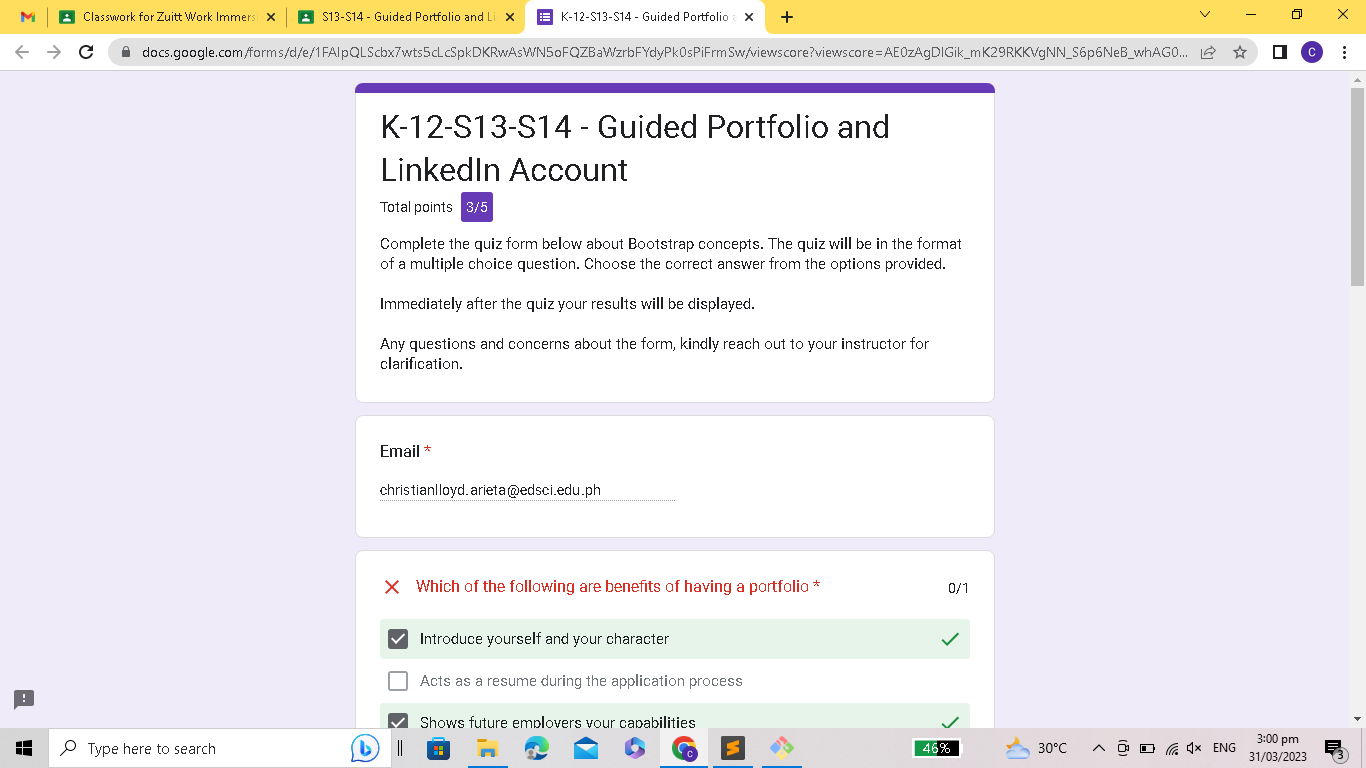 Classwork for Zuitt Work Immers
S13-S14 - Guided Portfolio and Li
K-12-S13-S14 - Guided Portfolio a
docs.google.com/forms/d/e/1FAIpQLScbx7wts5cLcSpkDKRwAsWN5oFQZBaWzrbFYdyPk0sPiFrmSw/viewscore?viewscore=AE0zAgDIGik_mK29RKKVgNN_S6p6NeB_whAG0...
C
K-12-S13-S14 - Guided Portfolio and
LinkedIn Account
Total points 3/5
Complete the quiz form below about Bootstrap concepts. The quiz will be in the format
of a multiple choice question. Choose the correct answer from the options provided.
Immediately after the quiz your results will be displayed.
Any questions and concerns about the form, kindly reach out to your instructor for
clarification.
Email *
christianlloyd.arieta@edsci.edu.ph
Which of the following are benefits of having a portfolio * 0/1
Introduce yourself and your character
Acts as a resume during the application process
Shows future employers your capabilities
Type here to search
46%
30°C
ENG
3:00 pm
31/03/2023
3